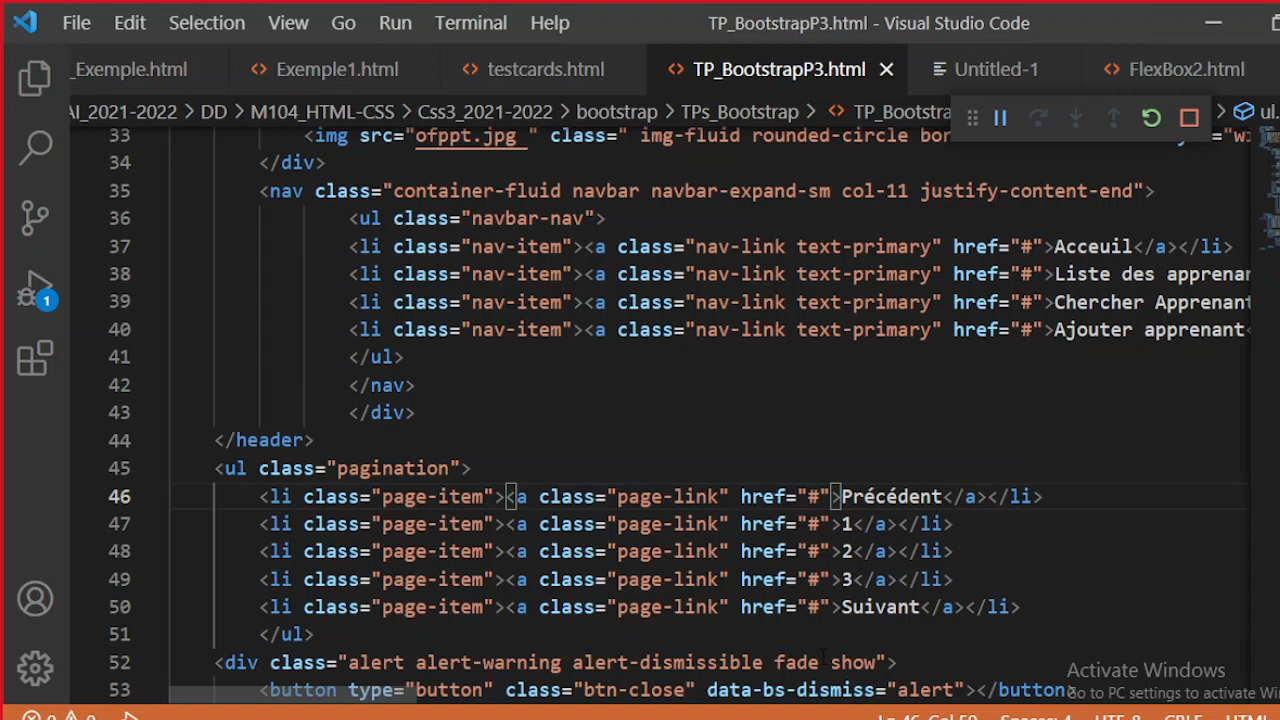 File Edit Selection View Go Run Terminal Help TP_BootstrapP3.html - Visual Studio Code
_Exemple.html <> Exemple1.html <> testcards.html <> TP_BootstrapP3.html Untitled-1 <> FlexBox2.html
AI_2021-2022 > DD > M104_HTML-CSS > Css3_2021-2022 > bootstrap > TPs_Bootstrap > <> TP_Bootstra > ul.
33 <img src="ofppt.jpg " class=" img-fluid rounded-circle bor
34 </div>
35 <nav class="container-fluid navbar navbar-expand-sm col-11 justify-content-end">
36 <ul class="navbar-nav">
37 <li class="nav-item"><a class="nav-link text-primary" href="#">Acceuil</a></li>
38 <li class="nav-item"><a class="nav-link text-primary" href="#">Liste des apprenan
39 <li class="nav-item"><a class="nav-link text-primary" href="#">Chercher Apprenant
40 <li class="nav-item"><a class="nav-link text-primary" href="#">Ajouter apprenant<
41 </ul>
42 </nav>
43 </div>
44 </header>
45 <ul class="pagination">
46 <li class="page-item"><a class="page-link" href="#">Précédent</a></li>
47 <li class="page-item"><a class="page-link" href="#">1</a></li>
48 <li class="page-item"><a class="page-link" href="#">2</a></li>
49 <li class="page-item"><a class="page-link" href="#">3</a></li>
50 <li class="page-item"><a class="page-link" href="#">Suivant</a></li>
51 </ul>
52 <div class="alert alert-warning alert-dismissible fade show">
53 <button type="button" class="btn-close" data-bs-dismiss="alert"></button>
1
Activate Windows
Go to PC settings to activate Wi